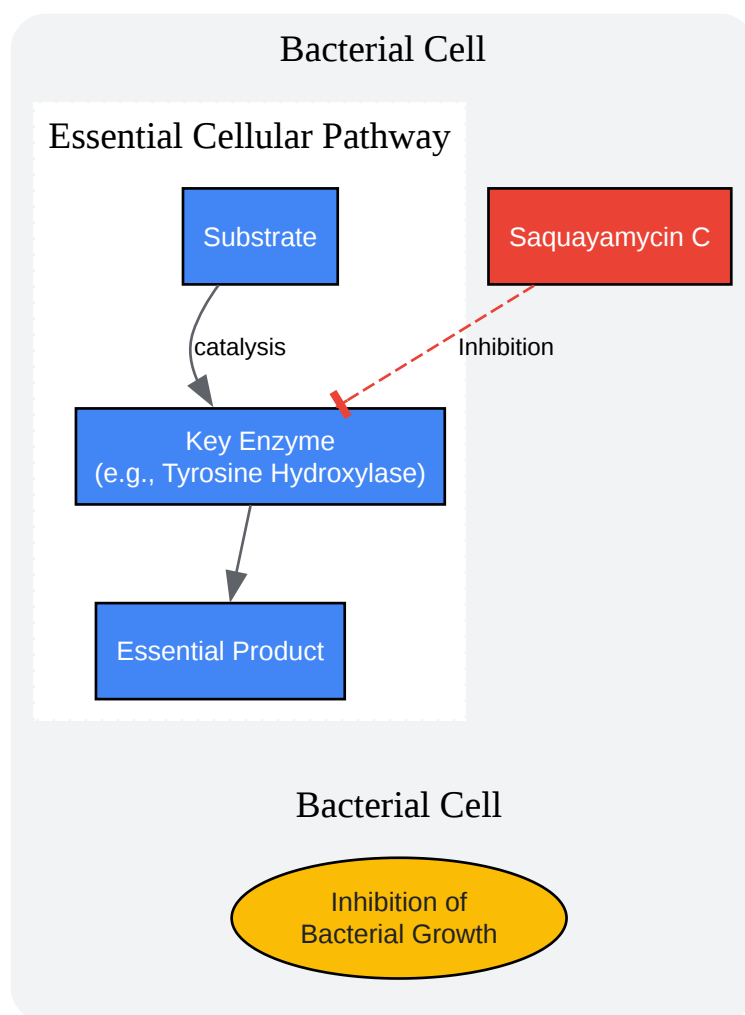 Bacterial Cell
Essential Cellular Pathway
Substrate
Saquayamycin C
catalysis
Inhibition
Key Enzyme
(e.g., Tyrosine Hydroxylase)
Essential Product
Bacterial Cell
Inhibition of
Bacterial Growth